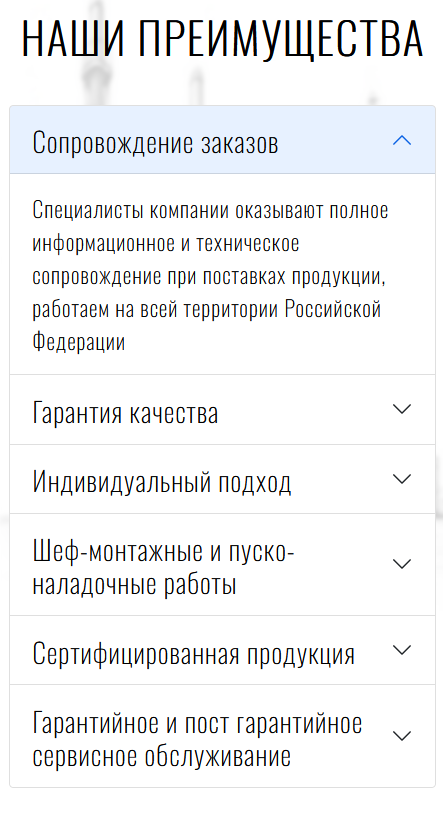 НАШИ ПРЕИМУЩЕСТВА
Сопровождение заказов
Специалисты компании оказывают полное
информационное и техническое
сопровождение при поставках продукции,
работаем на всей территории Российской
Федерации
Гарантия качества
Индивидуальный подход
Шеф-монтажные и пуско-
наладочные работы
Сертифицированная продукция
Гарантийное и пост гарантийное
сервисное обслуживание